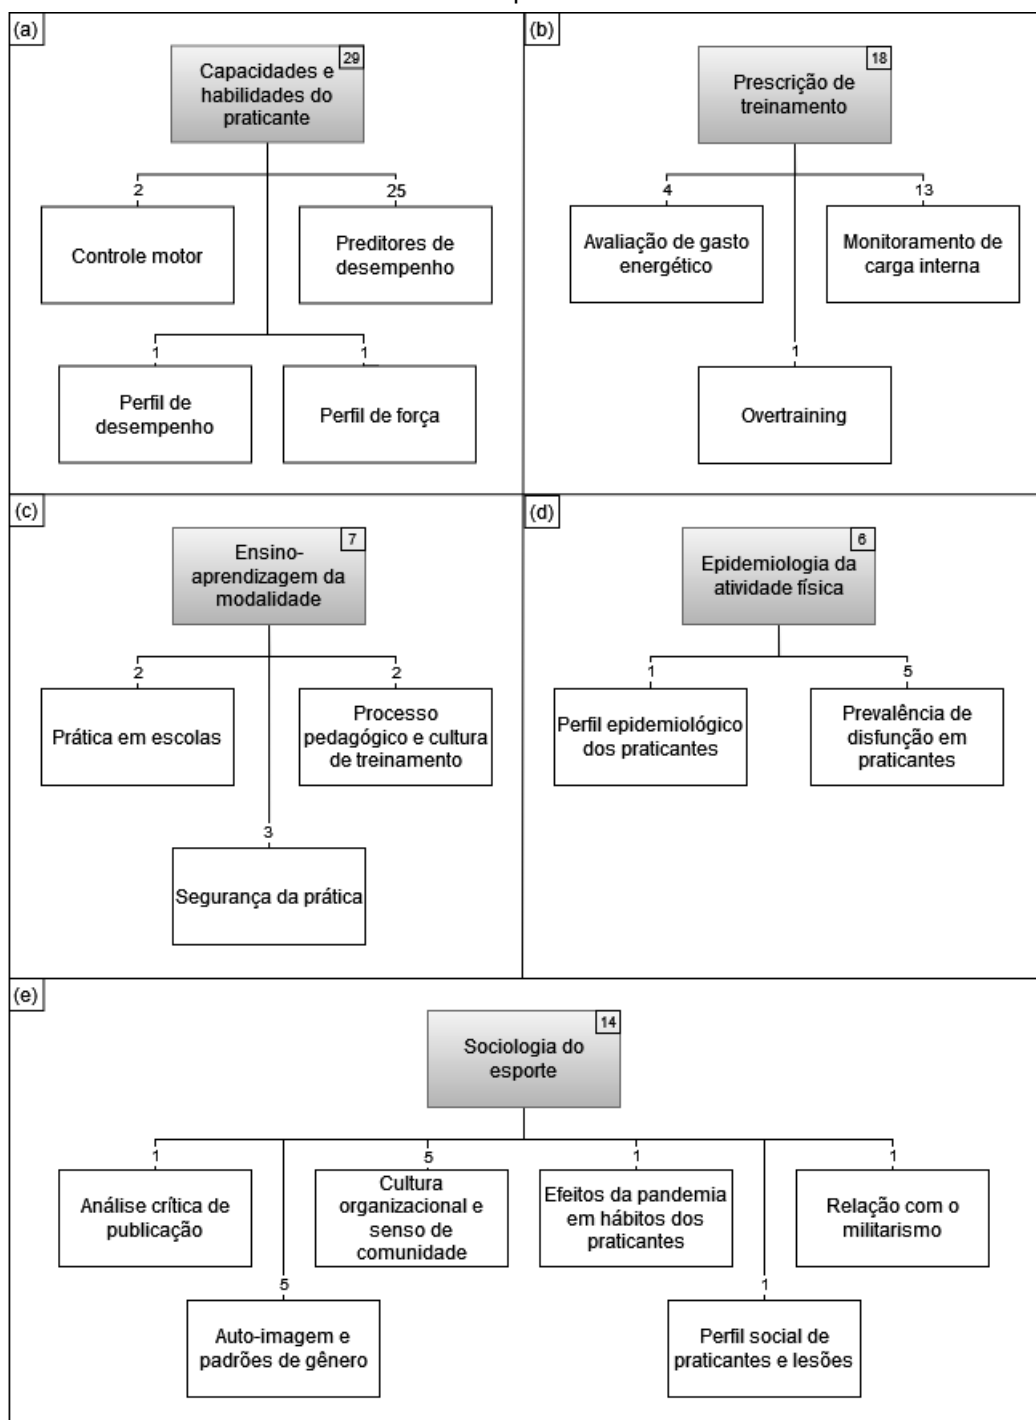 (a)
29
Capacidades e
habilidades do
praticante
2
25
Controle motor
Preditores de
desempenho
1
1
Perfil de
desempenho
Perfil de força
(b)
18
Prescrição de
treinamento
4
13
Avaliação de gasto
energético
Monitoramento de
carga interna
1
Overtraining
(c)
7
Ensino-
aprendizagem da
modalidade
2
2
Prática em escolas
Processo
pedagógico e cultura
de treinamento
3
Segurança da prática
(d)
6
Epidemiologia da
atividade física
1
5
Perfil epidemiológico
dos praticantes
Prevalência de
disfunção em
praticantes
(e)
14
Sociologia do
esporte
1
5
1
1
Análise crítica de
publicação
Cultura
organizacional e
senso de
comunidade
Efeitos da pandemia
em hábitos dos
praticantes
Relação com o
militarismo
5
1
Auto-imagem e
padrões de gênero
Perfil social de
praticantes e lesões